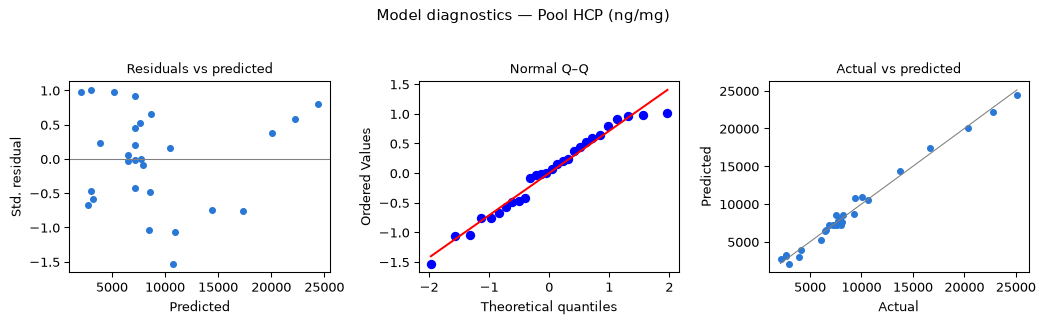 Model diagnostics — Pool HCP (ng/mg)
Residuals vs predicted
Std. residual
1.0
0.5
0.0
−0.5
−1.0
−1.5
5000 10000 15000 20000 25000
Predicted
Normal Q–Q
Ordered Values
1.5
1.0
0.5
0.0
−0.5
−1.0
−1.5
−2 −1 0 1 2
Theoretical quantiles
Actual vs predicted
Predicted
25000
20000
15000
10000
5000
5000 10000 15000 20000 25000
Actual